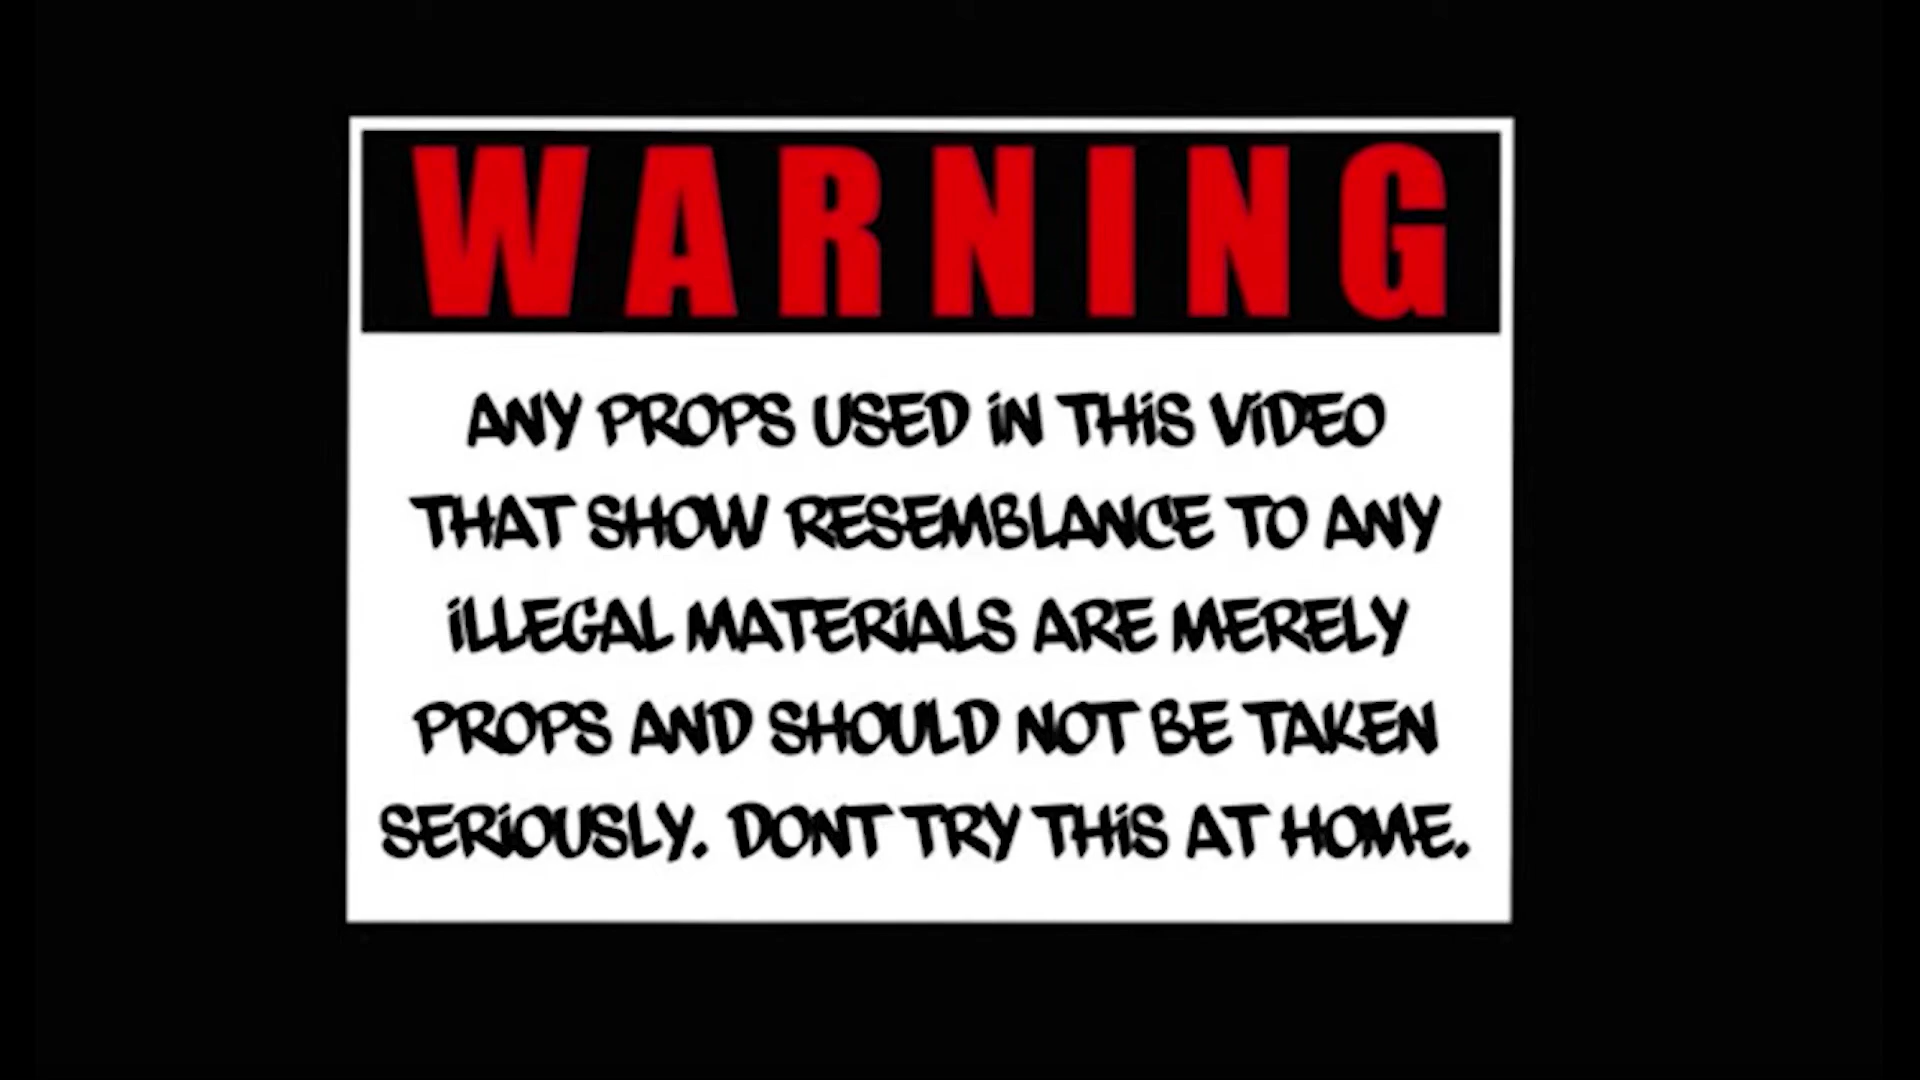 WARNING
ANY PROPS USED iN THiS ViDEO
THAT SHOW RESEMBLANCE TO ANY
iLLEGAL MATERiALS ARE MERELY
PROPS AND SHOULD NOT BE TAKEN
SERiOUSLY. DONT TRY THiS AT HOME.